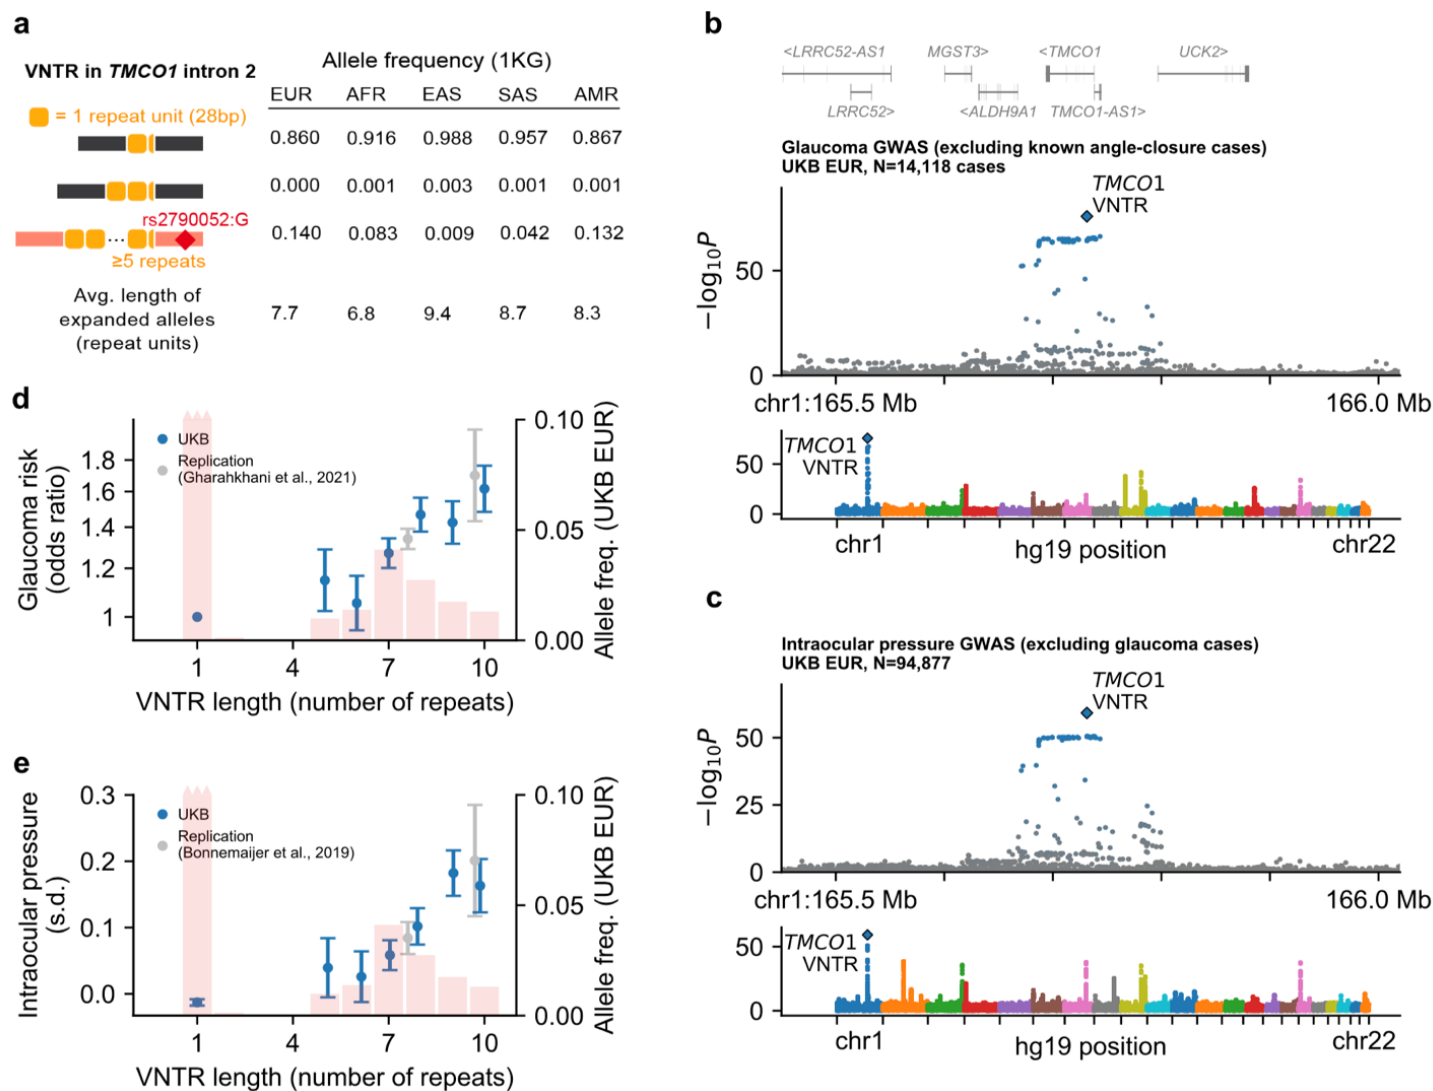 a
VNTR in TMCO1 intron 2
= 1 repeat unit (28bp)
Allele frequency (1KG)
EUR AFR EAS SAS AMR
0.860 0.916 0.988 0.957 0.867
0.000 0.001 0.003 0.001 0.001
rs2790052:G
0.140 0.083 0.009 0.042 0.132
...
≥5 repeats
Avg. length of
expanded alleles
(repeat units)
7.7 6.8 9.4 8.7 8.3
b
<LRRC52-AS1 MGST3> <TMCO1 UCK2>
LRRC52> <ALDH9A1 TMCO1-AS1>
Glaucoma GWAS (excluding known angle-closure cases)
UKB EUR, N=14,118 cases
TMCO1
VNTR
−log10P
50
0
chr1:165.5 Mb 166.0 Mb
TMCO1
VNTR
50
0
chr1 hg19 position chr22
c
Intraocular pressure GWAS (excluding glaucoma cases)
UKB EUR, N=94,877
TMCO1
VNTR
−log10P
50
25
0
chr1:165.5 Mb 166.0 Mb
TMCO1
VNTR
50
0
chr1 hg19 position chr22
d
UKB
Replication
(Gharahkhani et al., 2021)
Glaucoma risk
(odds ratio)
1.8
1.6
1.4
1.2
1
0.10
0.05
0.00
Allele freq. (UKB EUR)
1 4 7 10
VNTR length (number of repeats)
e
UKB
Replication
(Bonnemaijer et al., 2019)
Intraocular pressure
(s.d.)
0.3
0.2
0.1
0.0
0.10
0.05
0.00
Allele freq. (UKB EUR)
1 4 7 10
VNTR length (number of repeats)